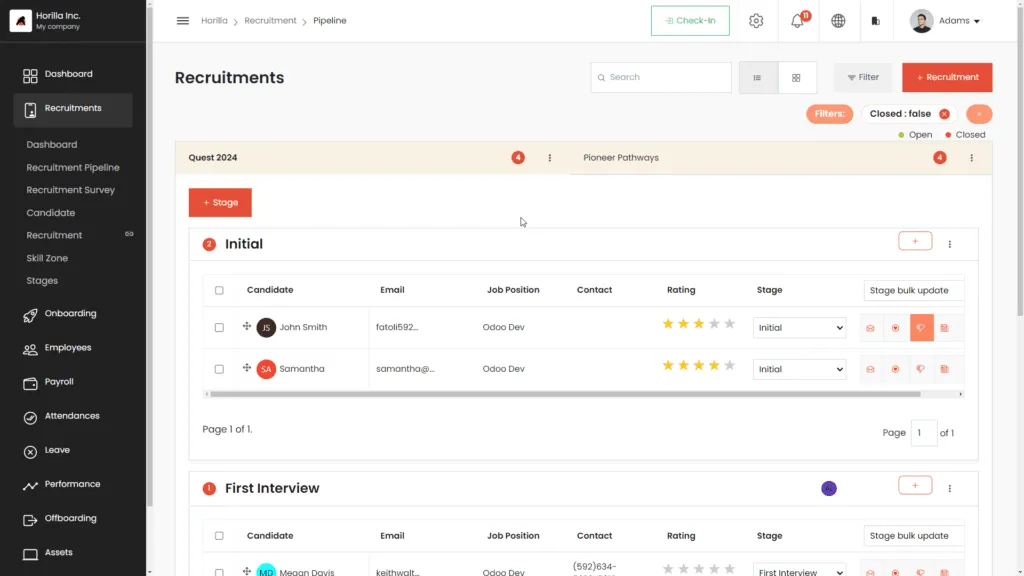 Horilla Inc.
My company
Horilla > Recruitment > Pipeline
Check-In
11
Adams
Dashboard
Recruitments
Dashboard
Recruitment Pipeline
Recruitment Survey
Candidate
Recruitment
Skill Zone
Stages
Onboarding
Employees
Payroll
Attendances
Leave
Performance
Offboarding
Assets
Recruitments
Search
Filter
+ Recruitment
Filters:
Closed : false
Open
Closed
Quest 2024 4
Pioneer Pathways 4
+ Stage
2 Initial
+
Candidate Email Job Position Contact Rating Stage Stage bulk update
JS John Smith fatoli592... Odoo Dev Initial
SA Samantha samantha@... Odoo Dev Initial
Page 1 of 1.
Page 1 of 1
1 First Interview
+
Candidate Email Job Position Contact Rating Stage Stage bulk update
MD Megan Davis keithwalt... Odoo Dev (592)634- First Interview